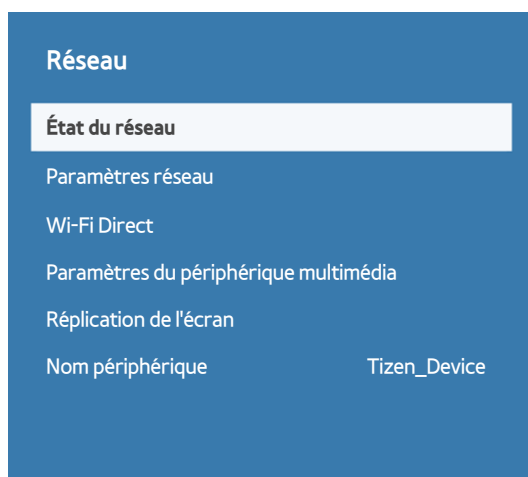 Réseau
État du réseau
Paramètres réseau
Wi-Fi Direct
Paramètres du périphérique multimédia
Réplication de l'écran
Nom périphérique Tizen_Device